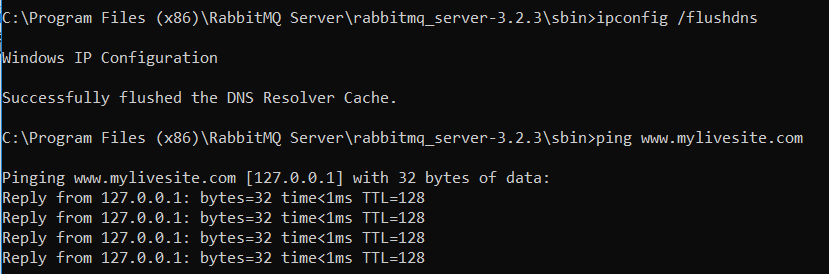 C:\Program Files (x86)\RabbitMQ Server\rabbitmq_server-3.2.3\sbin>ipconfig /flushdns
Windows IP Configuration
Successfully flushed the DNS Resolver Cache.
C:\Program Files (x86)\RabbitMQ Server\rabbitmq_server-3.2.3\sbin>ping www.mylivesite.com
Pinging www.mylivesite.com [127.0.0.1] with 32 bytes of data:
Reply from 127.0.0.1: bytes=32 time<1ms TTL=128
Reply from 127.0.0.1: bytes=32 time<1ms TTL=128
Reply from 127.0.0.1: bytes=32 time<1ms TTL=128
Reply from 127.0.0.1: bytes=32 time<1ms TTL=128